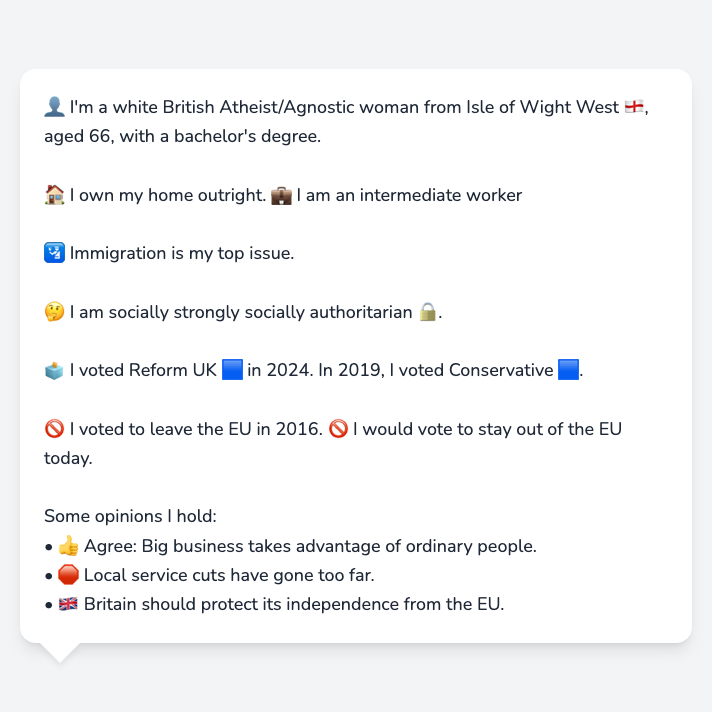 👤 I'm a white British Atheist/Agnostic woman from Isle of Wight West 🏴󠁧󠁢󠁥󠁮󠁧󠁿,
aged 66, with a bachelor's degree.
🏠 I own my home outright. 💼 I am an intermediate worker
🛂 Immigration is my top issue.
🤔 I am socially strongly socially authoritarian 🔒.
🗳️ I voted Reform UK 🟦 in 2024. In 2019, I voted Conservative 🟦.
🚫 I voted to leave the EU in 2016. 🚫 I would vote to stay out of the EU
today.
Some opinions I hold:
• 👍 Agree: Big business takes advantage of ordinary people.
• 🛑 Local service cuts have gone too far.
• 🇬🇧 Britain should protect its independence from the EU.